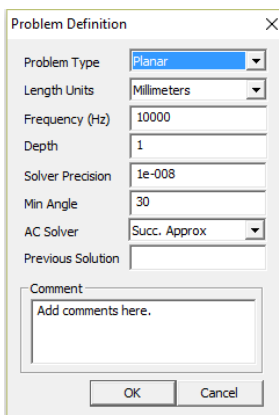 Problem Definition
Problem Type Planar
Length Units Millimeters
Frequency (Hz) 10000
Depth 1
Solver Precision 1e-008
Min Angle 30
AC Solver Succ. Approx
Previous Solution
Comment
Add comments here.
OK Cancel